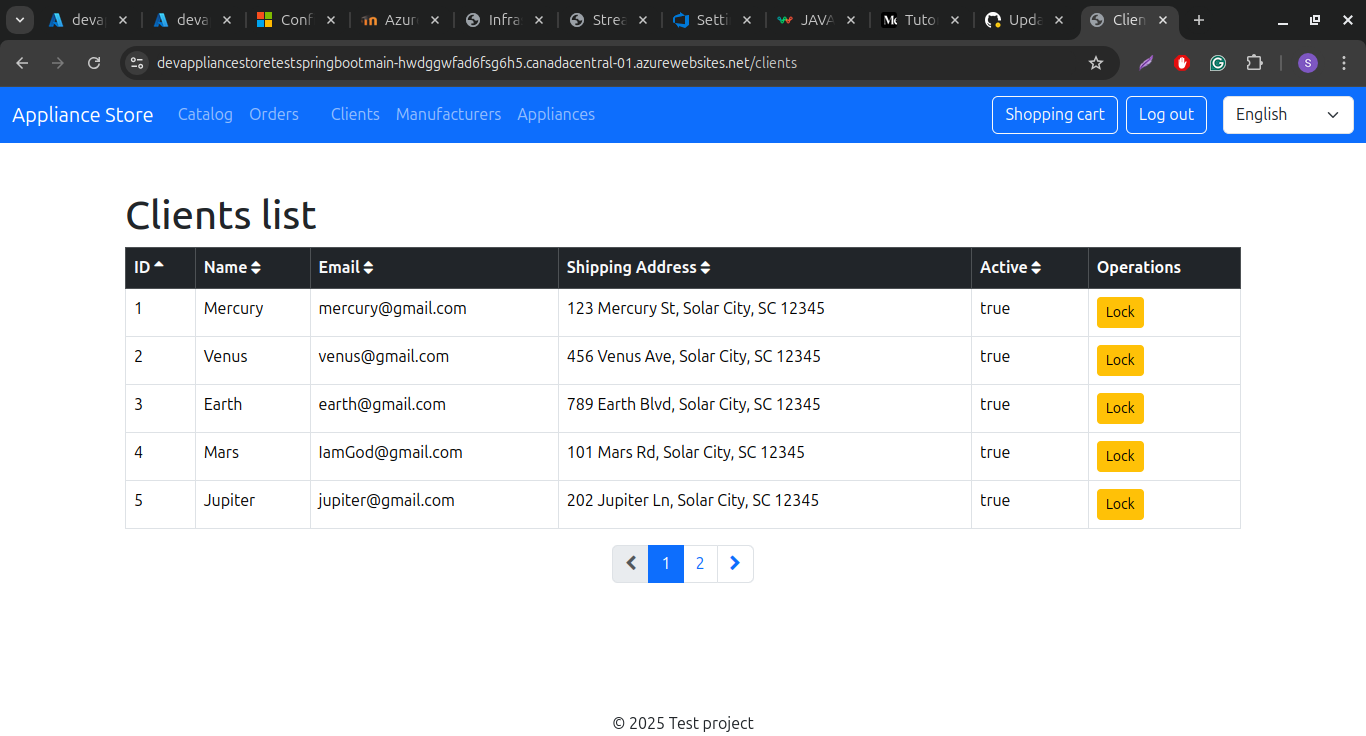 deva
deva
Conf
Azur
Infra
Strea
Setti
JAVA
Tuto
Upda
Clien
devappliancestoretestspringbootmain-hwdggwfad6fsg6h5.canadacentral-01.azurewebsites.net/clients
S
Appliance Store Catalog Orders Clients Manufacturers Appliances Shopping cart Log out English
Clients list
ID Name Email Shipping Address Active Operations
1 Mercury mercury@gmail.com 123 Mercury St, Solar City, SC 12345 true Lock
2 Venus venus@gmail.com 456 Venus Ave, Solar City, SC 12345 true Lock
3 Earth earth@gmail.com 789 Earth Blvd, Solar City, SC 12345 true Lock
4 Mars IamGod@gmail.com 101 Mars Rd, Solar City, SC 12345 true Lock
5 Jupiter jupiter@gmail.com 202 Jupiter Ln, Solar City, SC 12345 true Lock
1 2
© 2025 Test project